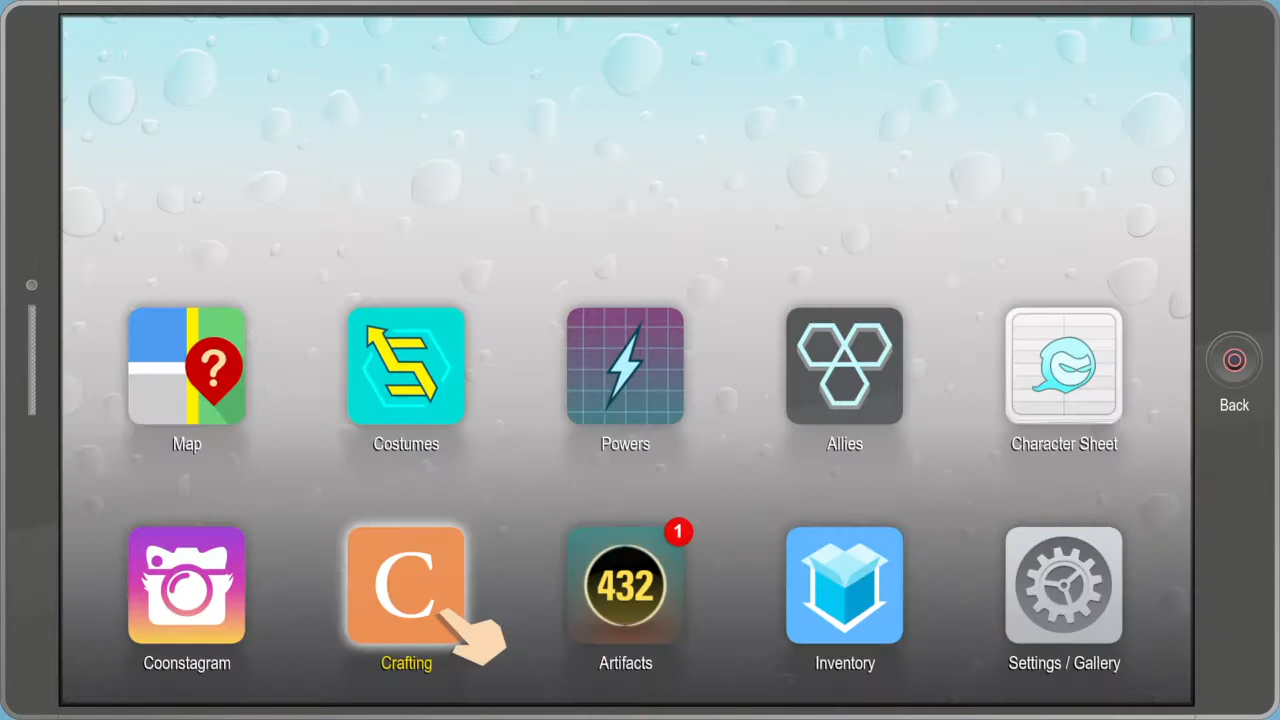 ?
Map
Costumes
Powers
Allies
Character Sheet
Back
C
1
432
Coonstagram
Crafting
Artifacts
Inventory
Settings / Gallery